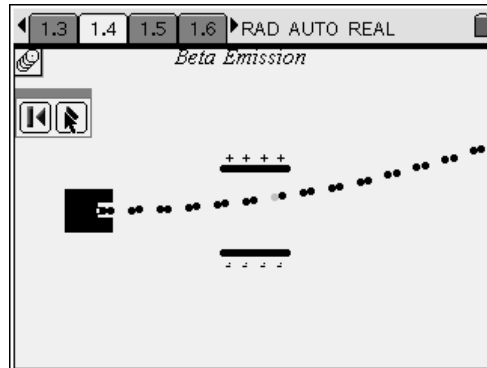 1.3 1.4 1.5 1.6 RAD AUTO REAL
Beta Emission
+ + + +
- - - -